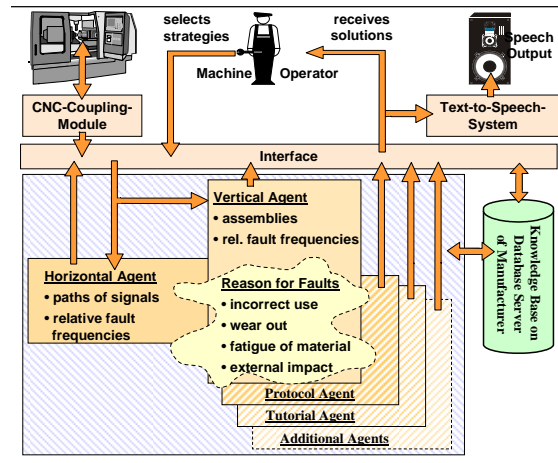 selects
strategies
receives
solutions
Machine Operator
Speech
Output
CNC-Coupling-
Module
Text-to-Speech-
System
Interface
Vertical Agent
• assemblies
• rel. fault frequencies
Horizontal Agent
• paths of signals
• relative fault
frequencies
Reason for Faults
• incorrect use
• wear out
• fatigue of material
• external impact
Protocol Agent
Tutorial Agent
Additional Agents
Knowledge Base on
Database Server
of Manufacturer